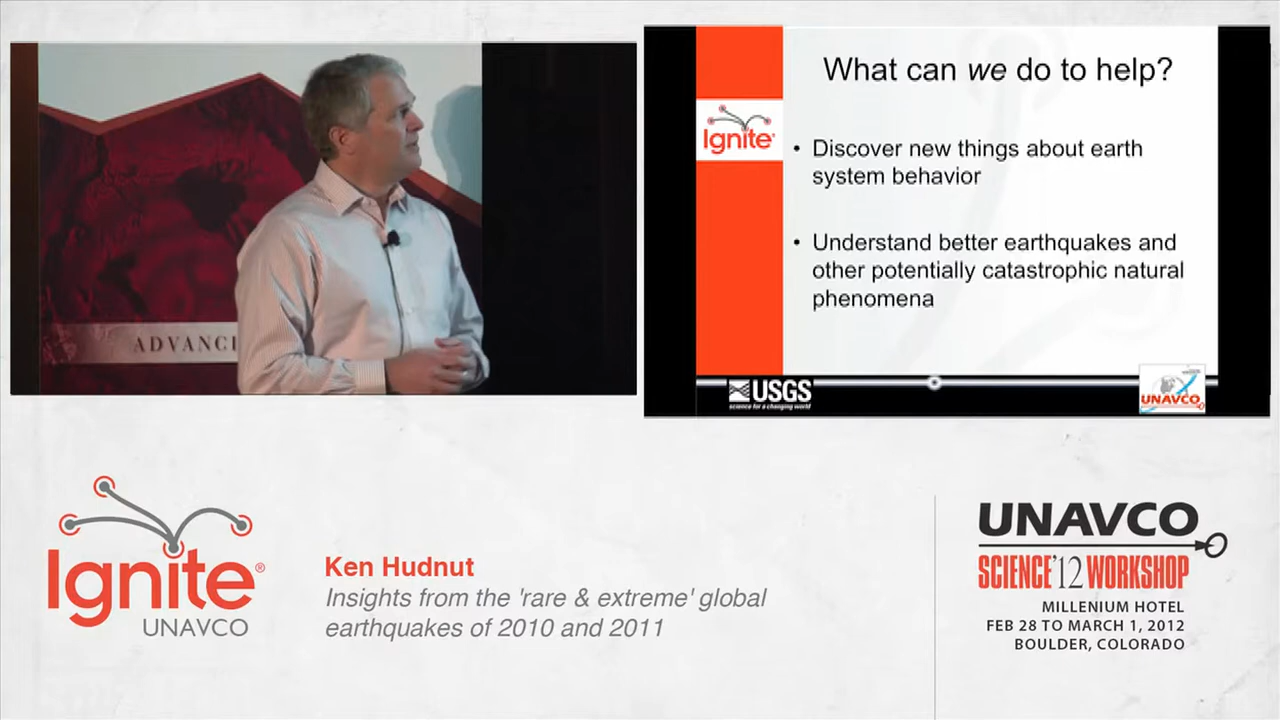 ADVANC
What can we do to help?
Ignite
• Discover new things about earth
system behavior
• Understand better earthquakes and
other potentially catastrophic natural
phenomena
USGS
science for a changing world
UNAVCO
Ignite®
UNAVCO
Ken Hudnut
Insights from the 'rare & extreme' global
earthquakes of 2010 and 2011
UNAVCO
SCIENCE'12 WORKSHOP
MILLENIUM HOTEL
FEB 28 TO MARCH 1, 2012
BOULDER, COLORADO